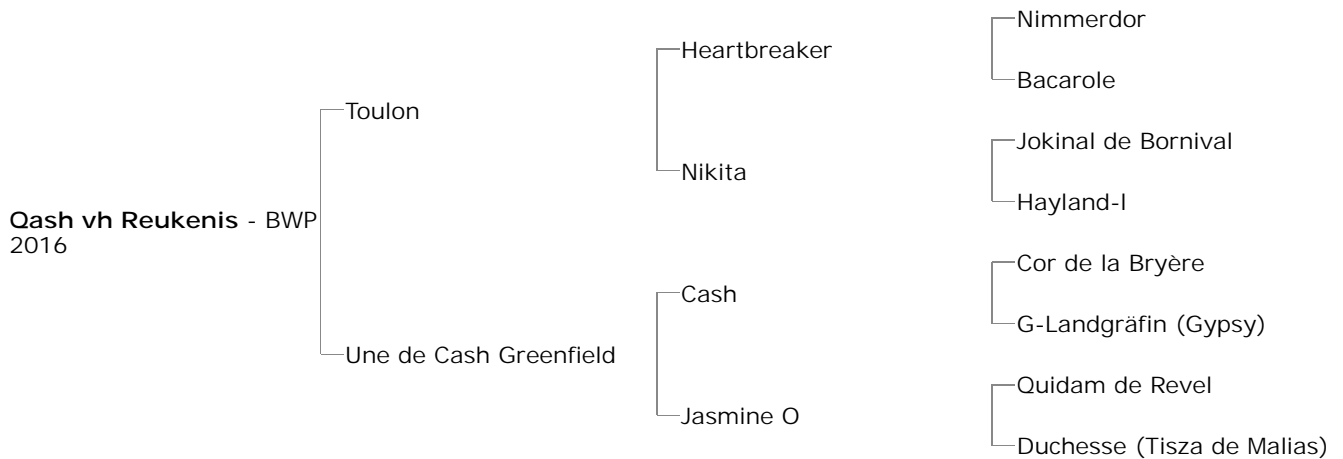 Nimmerdor
Heartbreaker
Bacarole
Toulon
Jokinal de Bornival
Nikita
Hayland-I
Qash vh Reukenis - BWP
2016
Cor de la Bryère
Cash
G-Landgräfin (Gypsy)
Une de Cash Greenfield
Quidam de Revel
Jasmine O
Duchesse (Tisza de Malias)